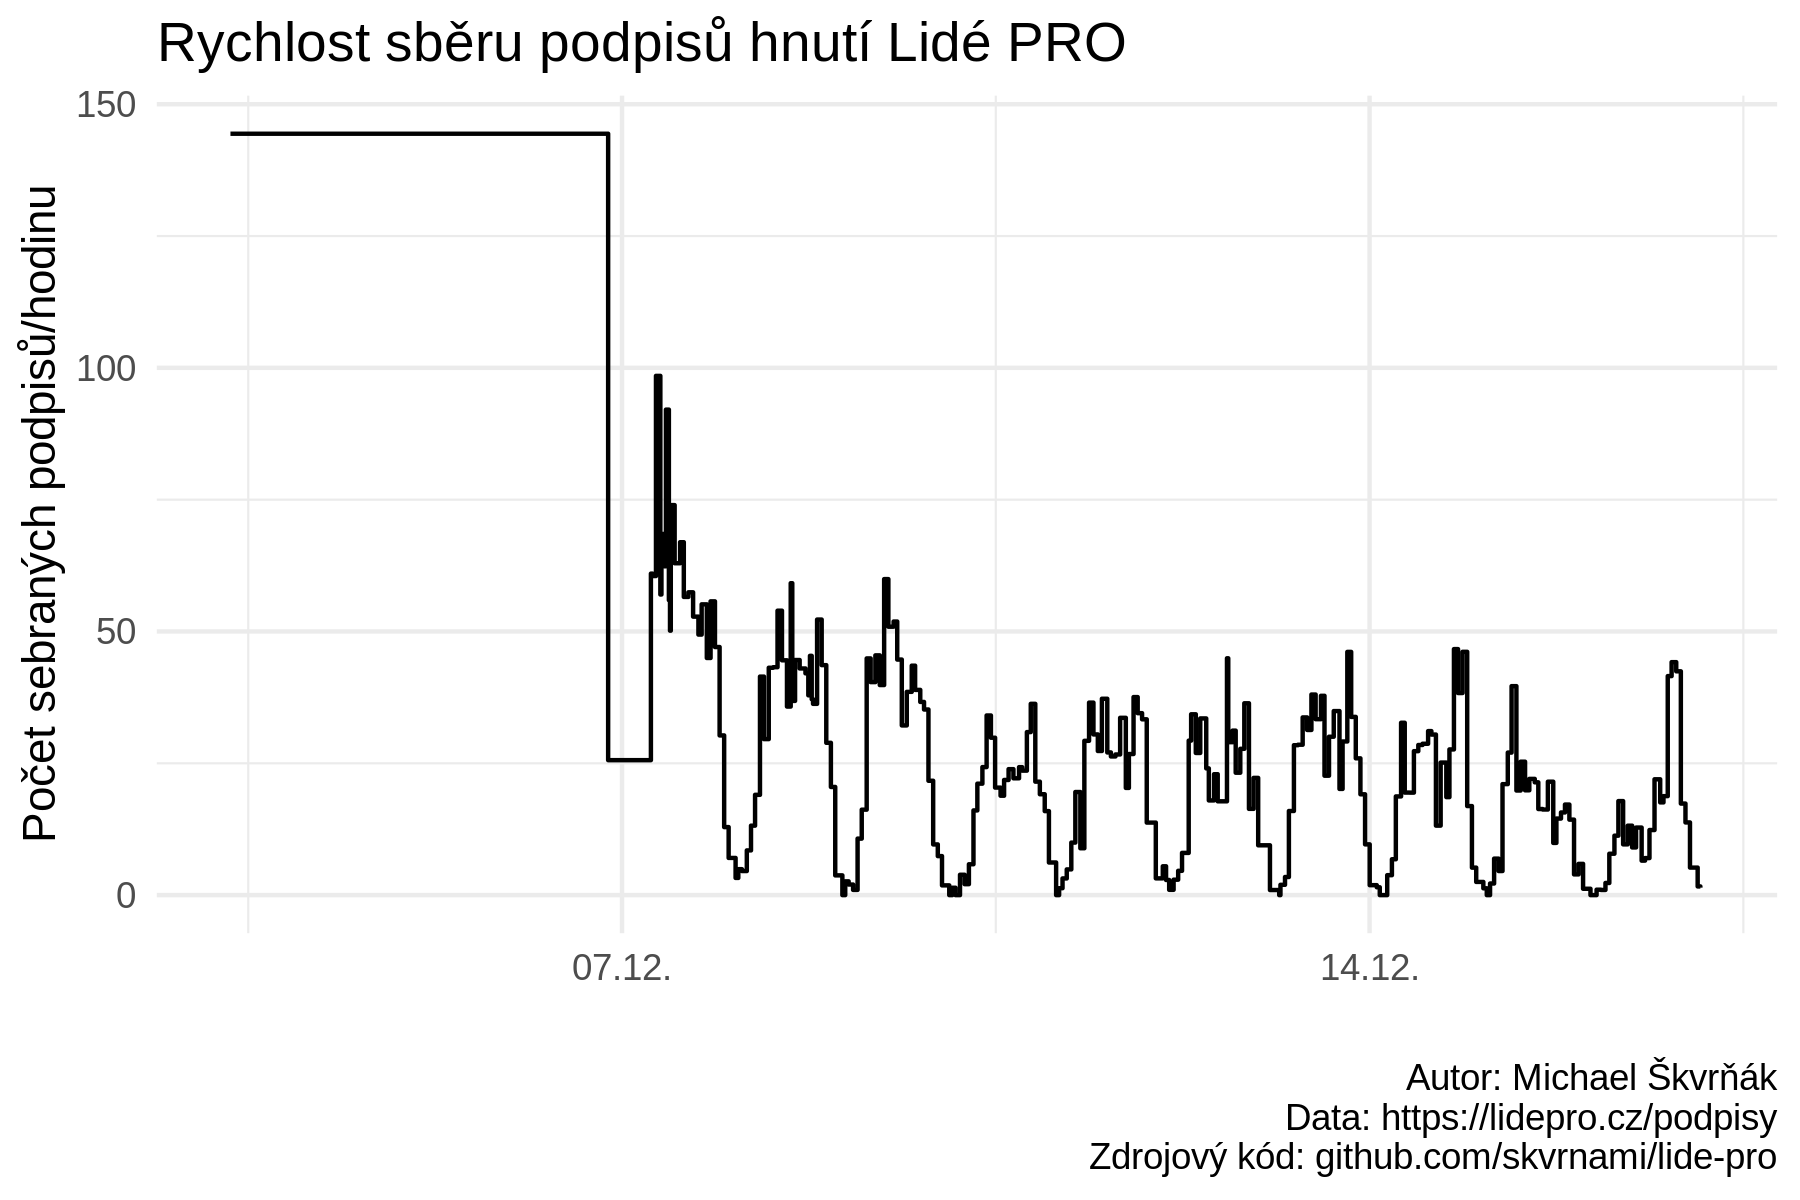 Rychlost sběru podpisů hnutí Lidé PRO
Počet sebraných podpisů/hodinu
150
100
50
0
07.12.
14.12.
Autor: Michael Škvrňák
Data: https://lidepro.cz/podpisy
Zdrojový kód: github.com/skvrnami/lide-pro